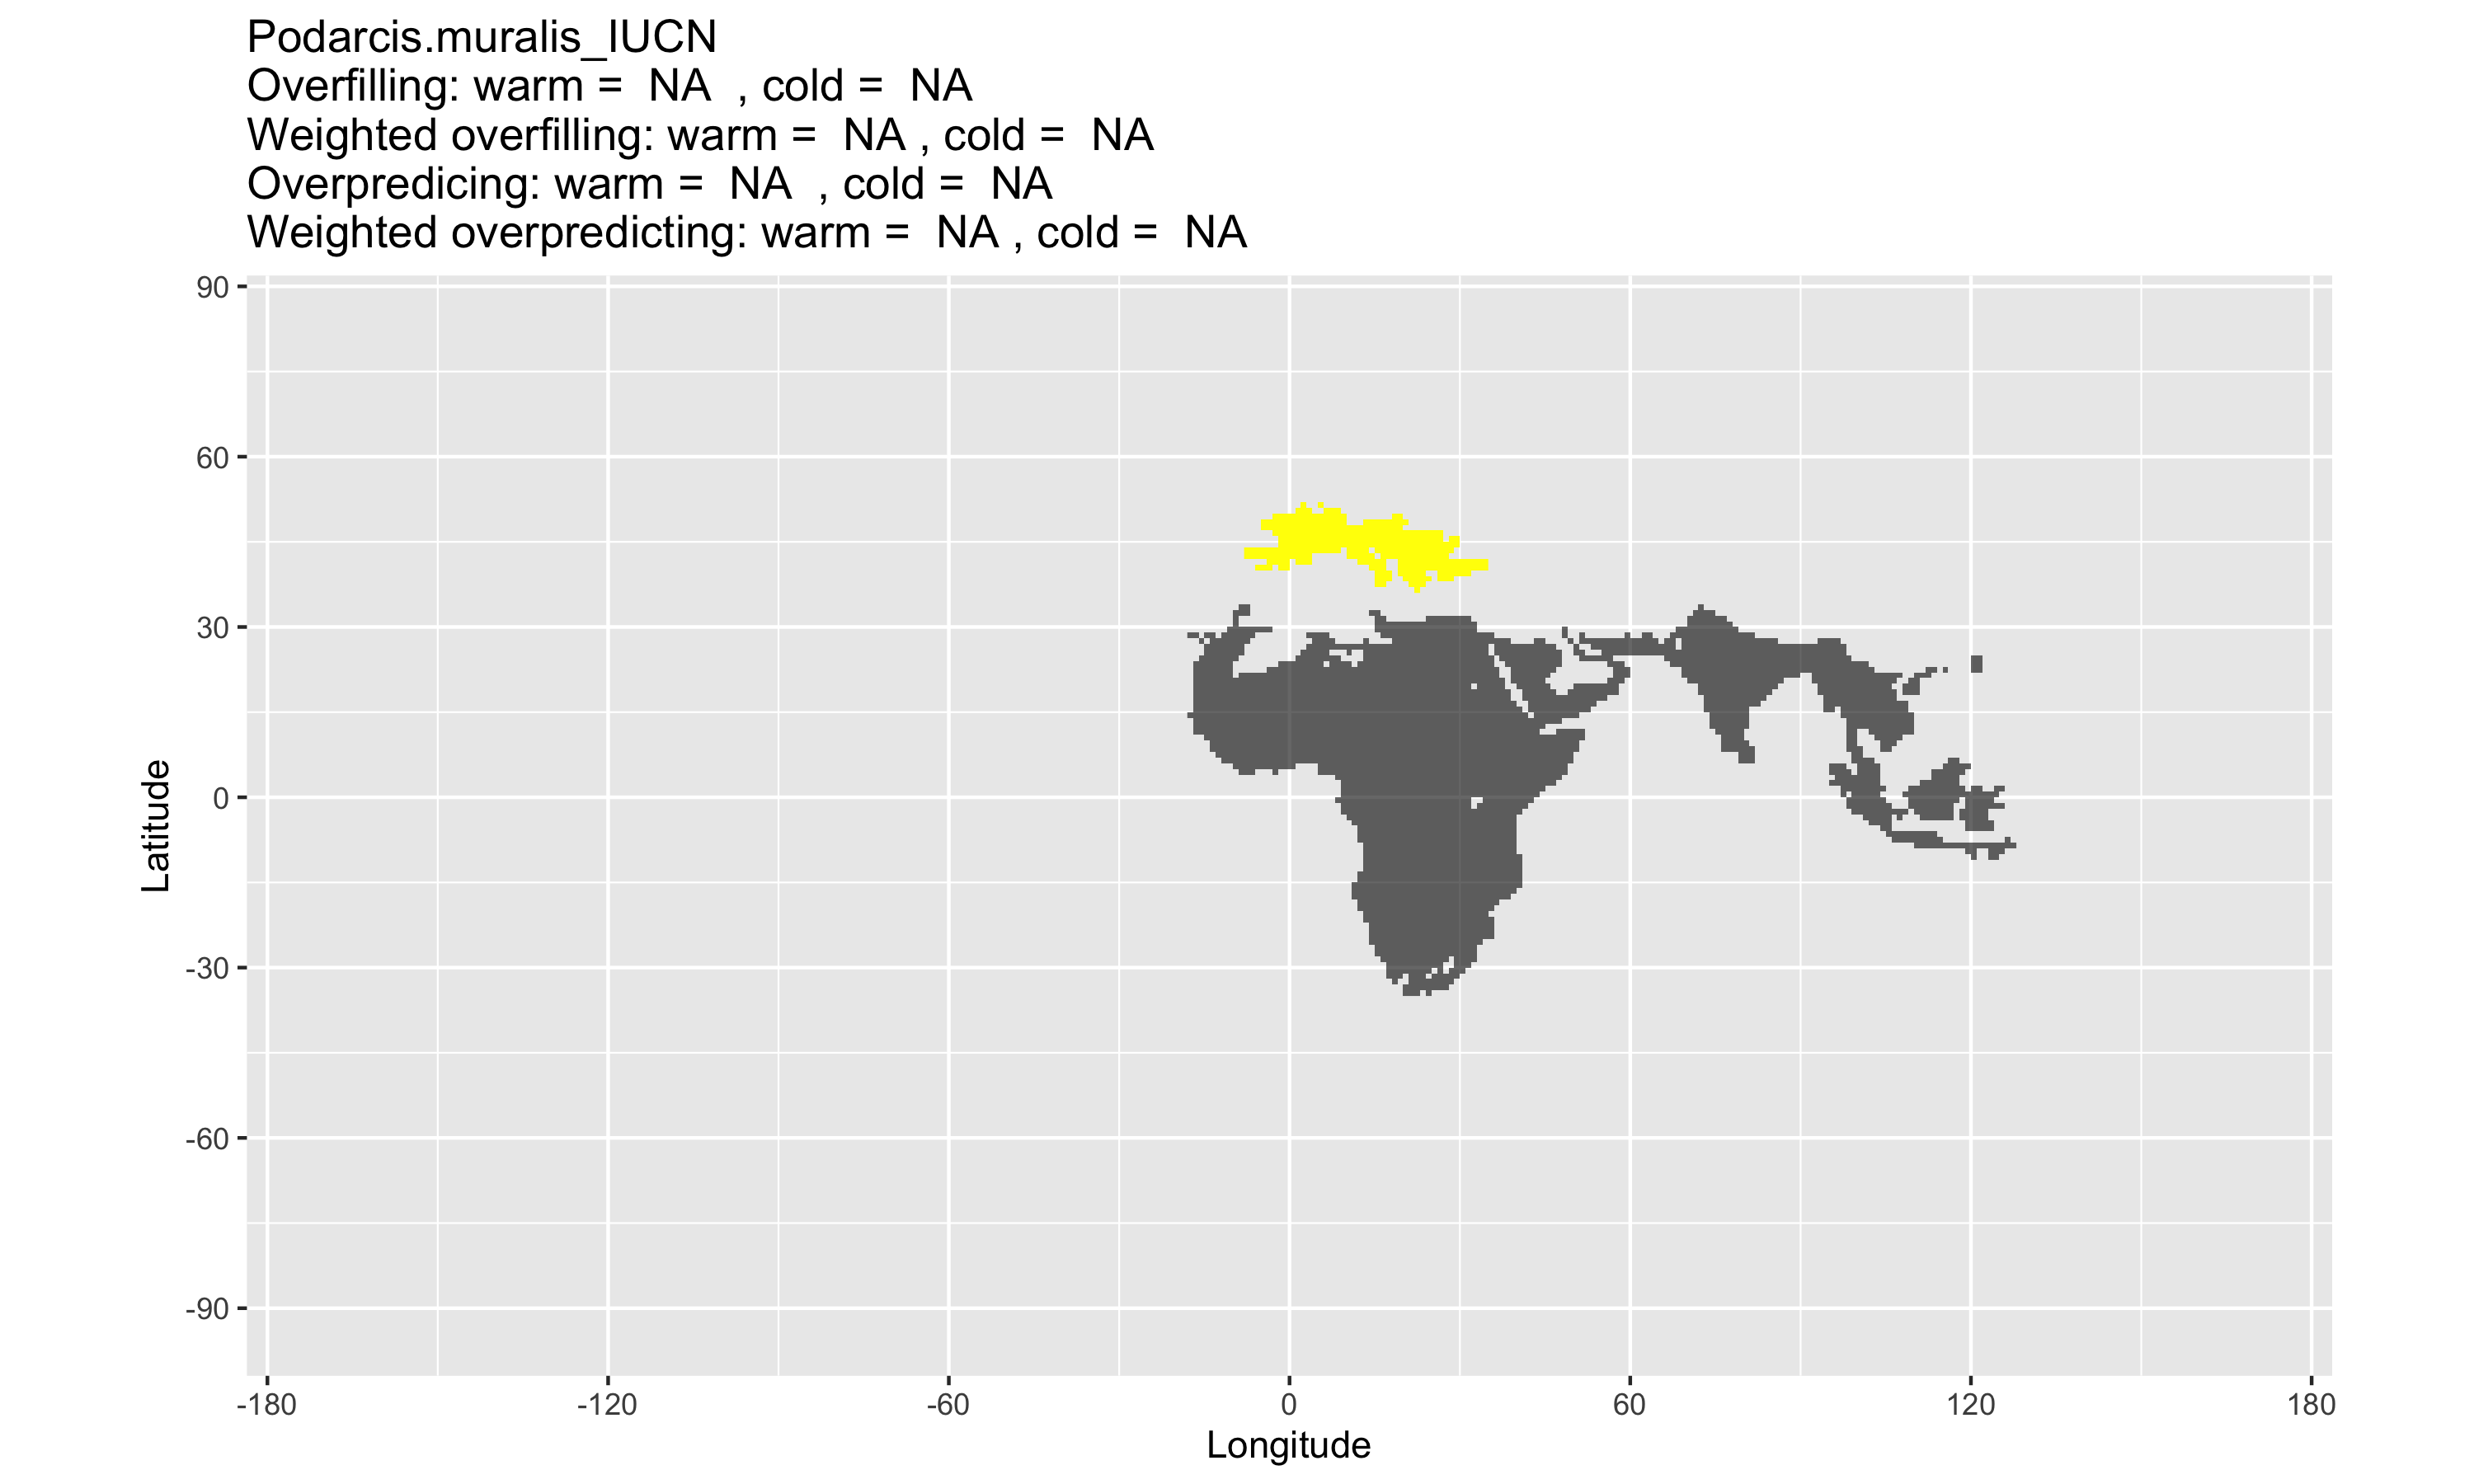 Podarcis.muralis_IUCN
Overfilling: warm =  NA  , cold =  NA
Weighted overfilling: warm =  NA , cold =  NA
Overpredicing: warm =  NA  , cold =  NA
Weighted overpredicting: warm =  NA , cold =  NA
90
60
30
0
-30
-60
-90
Latitude
-180
-120
-60
0
60
120
180
Longitude